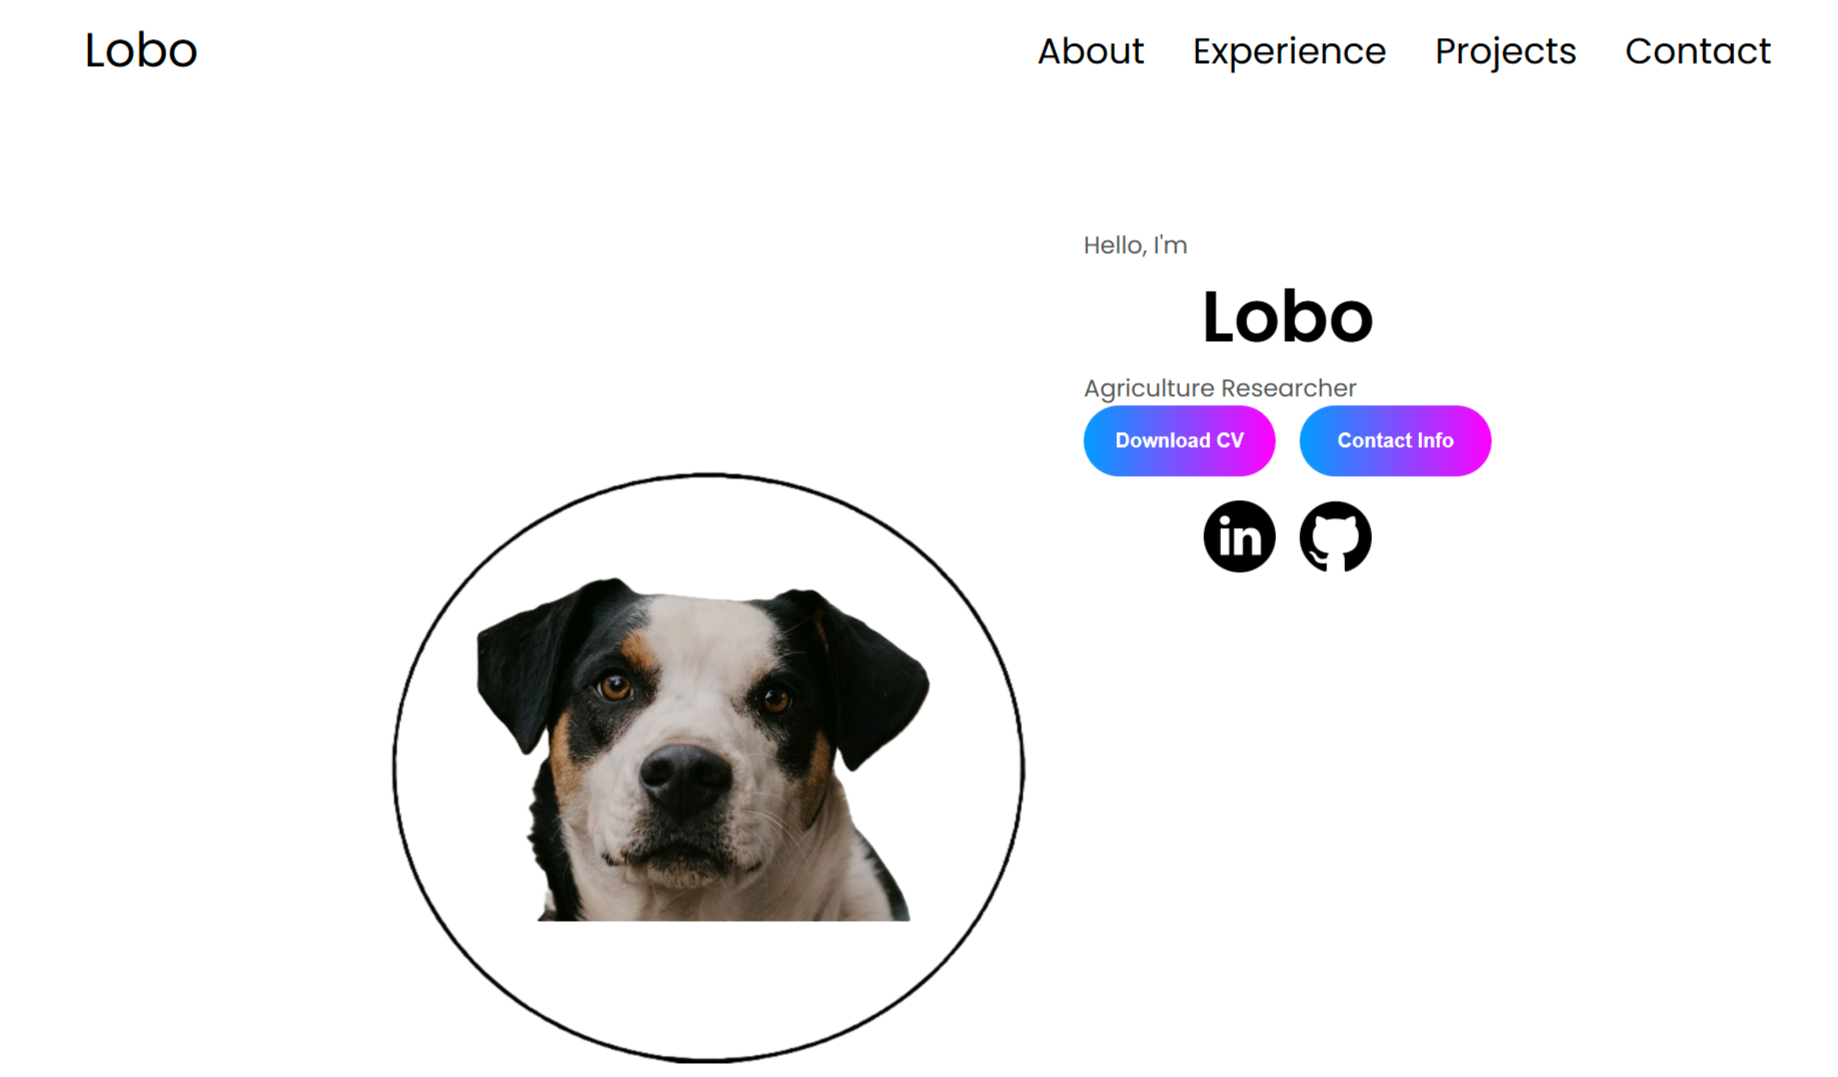 Lobo
About Experience Projects Contact
Hello, I'm
Lobo
Agriculture Researcher
Download CV Contact Info
in